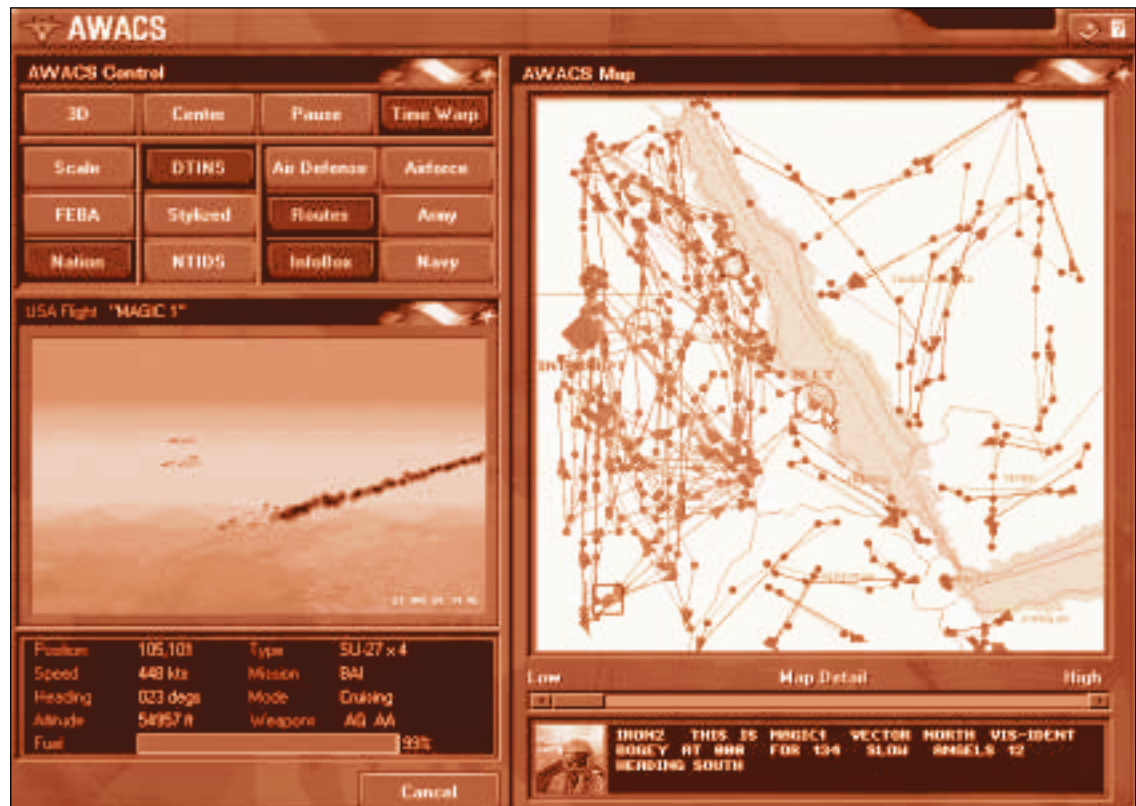 AWACS
AWACS Control
3D Center Pause Time Warp
Scale DTINS Air Defense Airforce
FEBA Stylized Routes Army
Nation NTIDS InfoBox Navy
USA Flight "MAGIC 1"
Position 105,101 Type SU-27 x 4
Speed 448 kts Mission BAI
Heading 023 degs Mode Cruising
Altitude 54957 ft Weapons AG AA
Fuel 99%
Cancel
AWACS Map
Low Map Detail High
IRON2 THIS IS MAGIC1 VECTOR NORTH VIS-IDENT
BOGEY AT 000 FOR 134 SLOW ANGELS 12
HEADING SOUTH